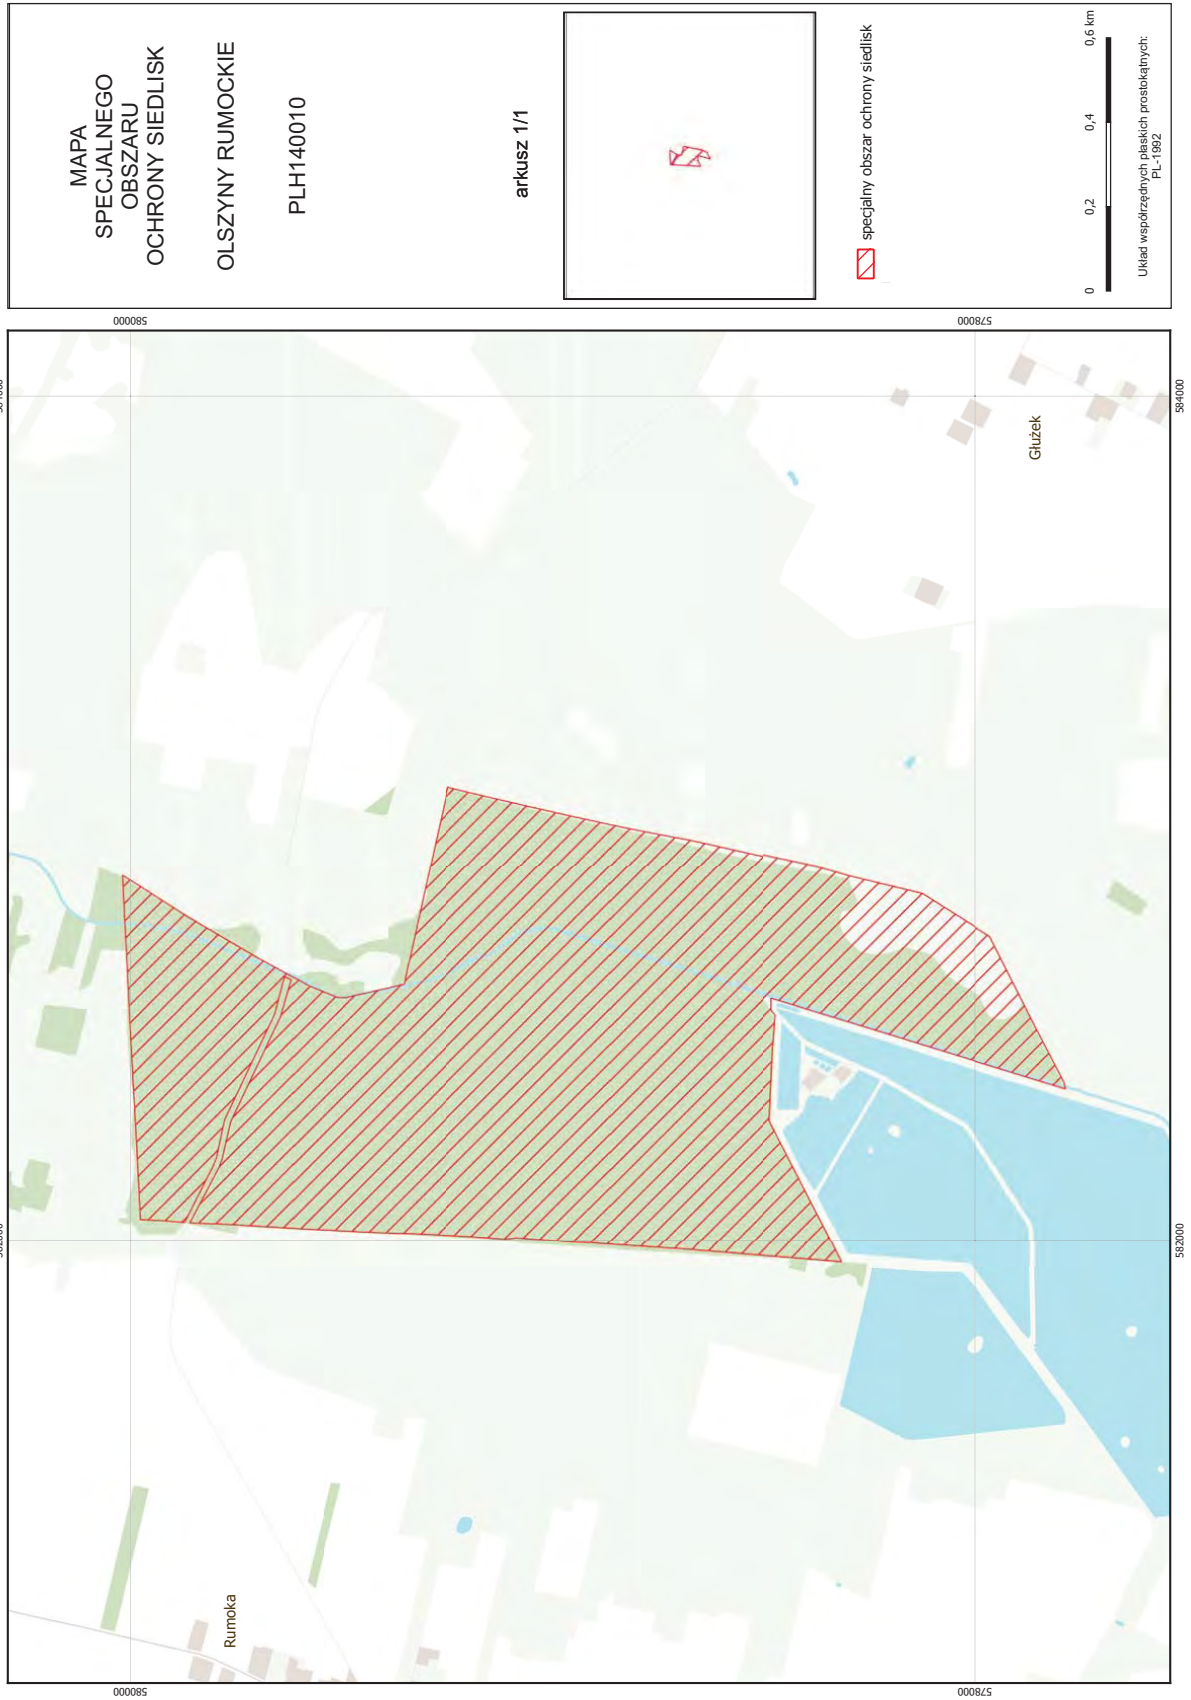 MAPA
SPECJALNEGO
OBSZARU
OCHRONY SIEDLISK
OLSZYNY RUMOCKIE
PLH140010
arkusz 1/1
specjalny obszar ochrony siedlisk
0 0,2 0,4 0,6 km
Układ współrzędnych płaskich prostokątnych:
PL-1992
580000
578000
584000
Głużek
582000
Rumoka
580000
578000